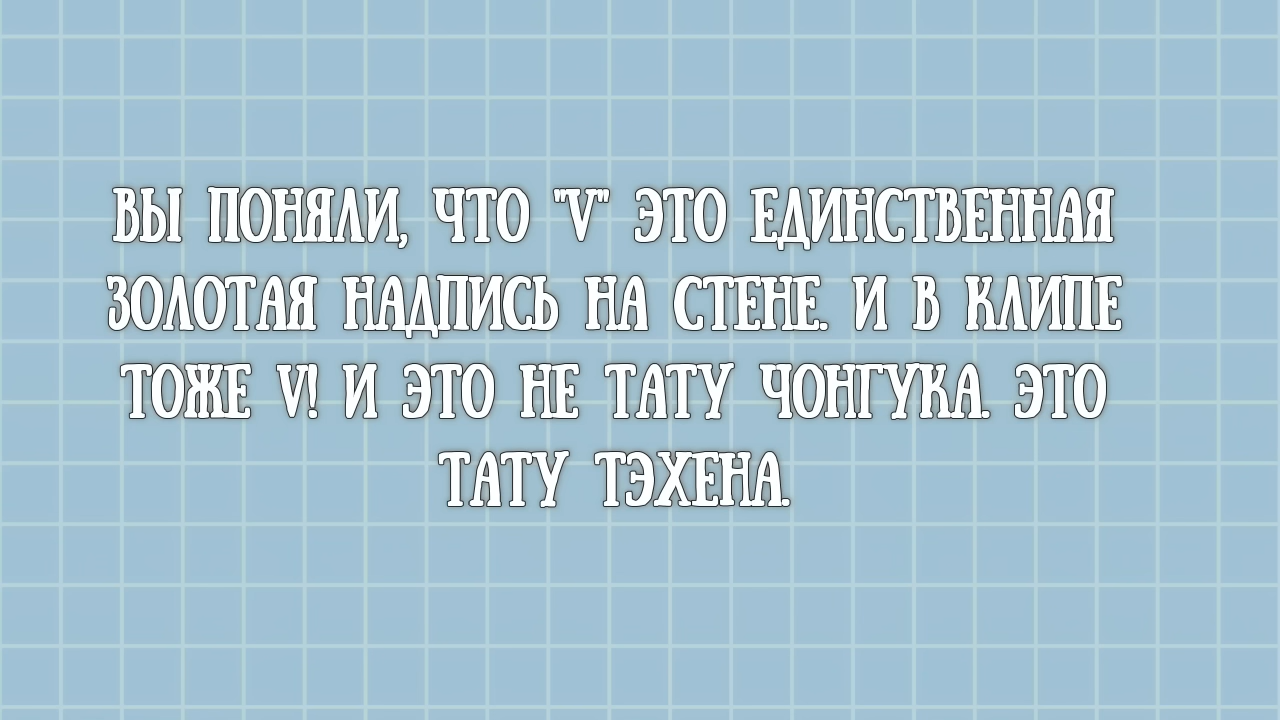 ВЫ ПОНЯЛИ, ЧТО "V" ЭТО ЕДИНСТВЕННАЯ
ЗОЛОТАЯ НАДПИСЬ НА СТЕНЕ. И В КЛИПЕ
ТОЖЕ V! И ЭТО НЕ ТАТУ ЧОНГУКА. ЭТО
ТАТУ ТЭХЕНА.